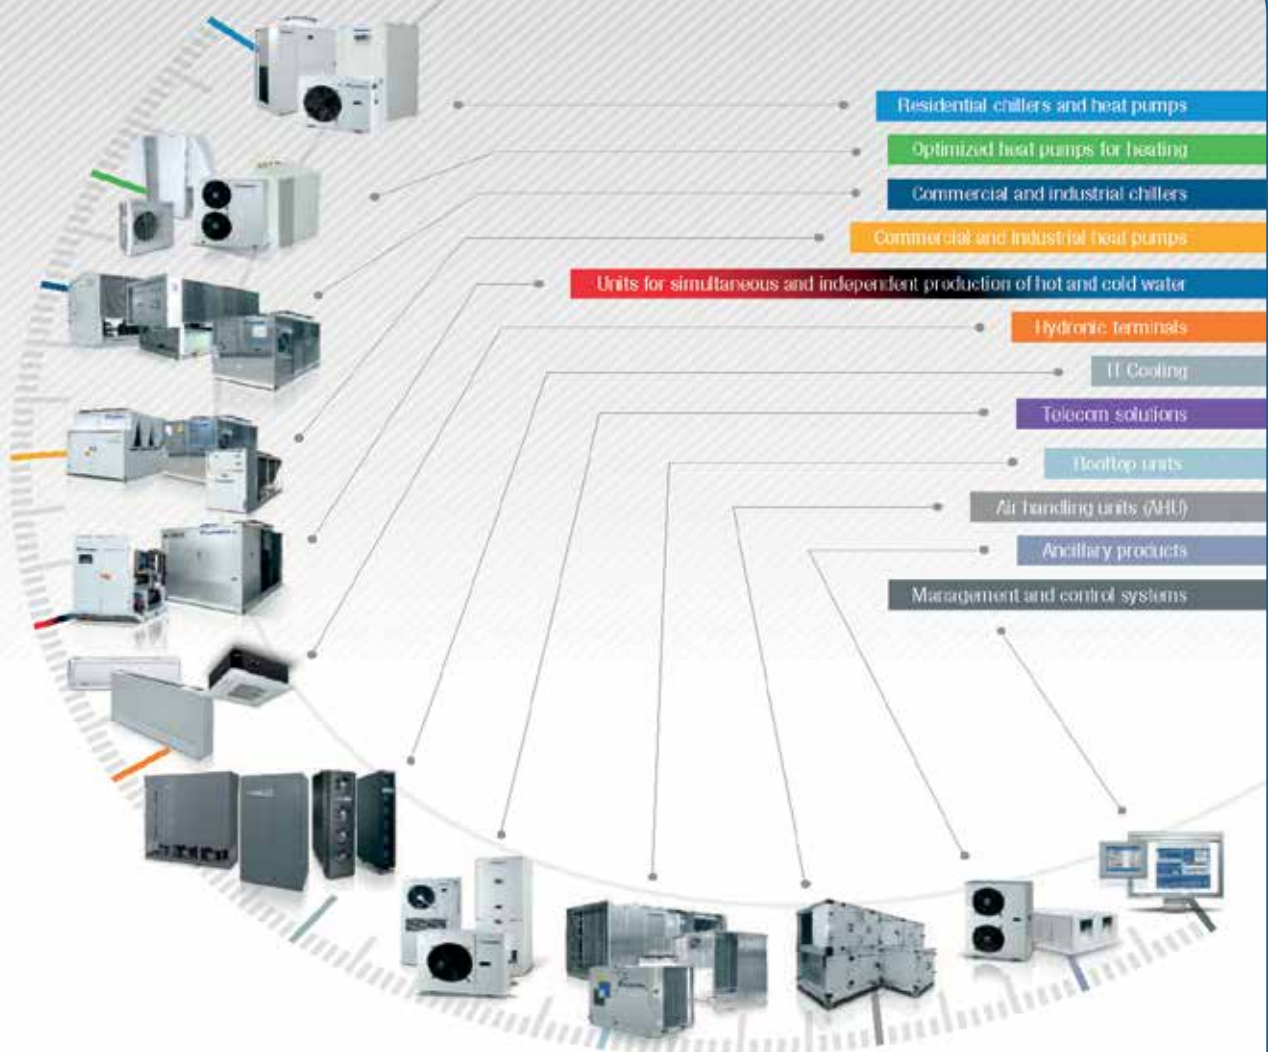 Residential chillers and heat pumps
Optimized heat pumps for heating
Commercial and industrial chillers
Commercial and industrial heat pumps
Units for simultaneous and independent production of hot and cold water
Hydronic terminals
IT Cooling
Telecom solutions
Rooftop units
Air handling units (AHU)
Ancillary products
Management and control systems